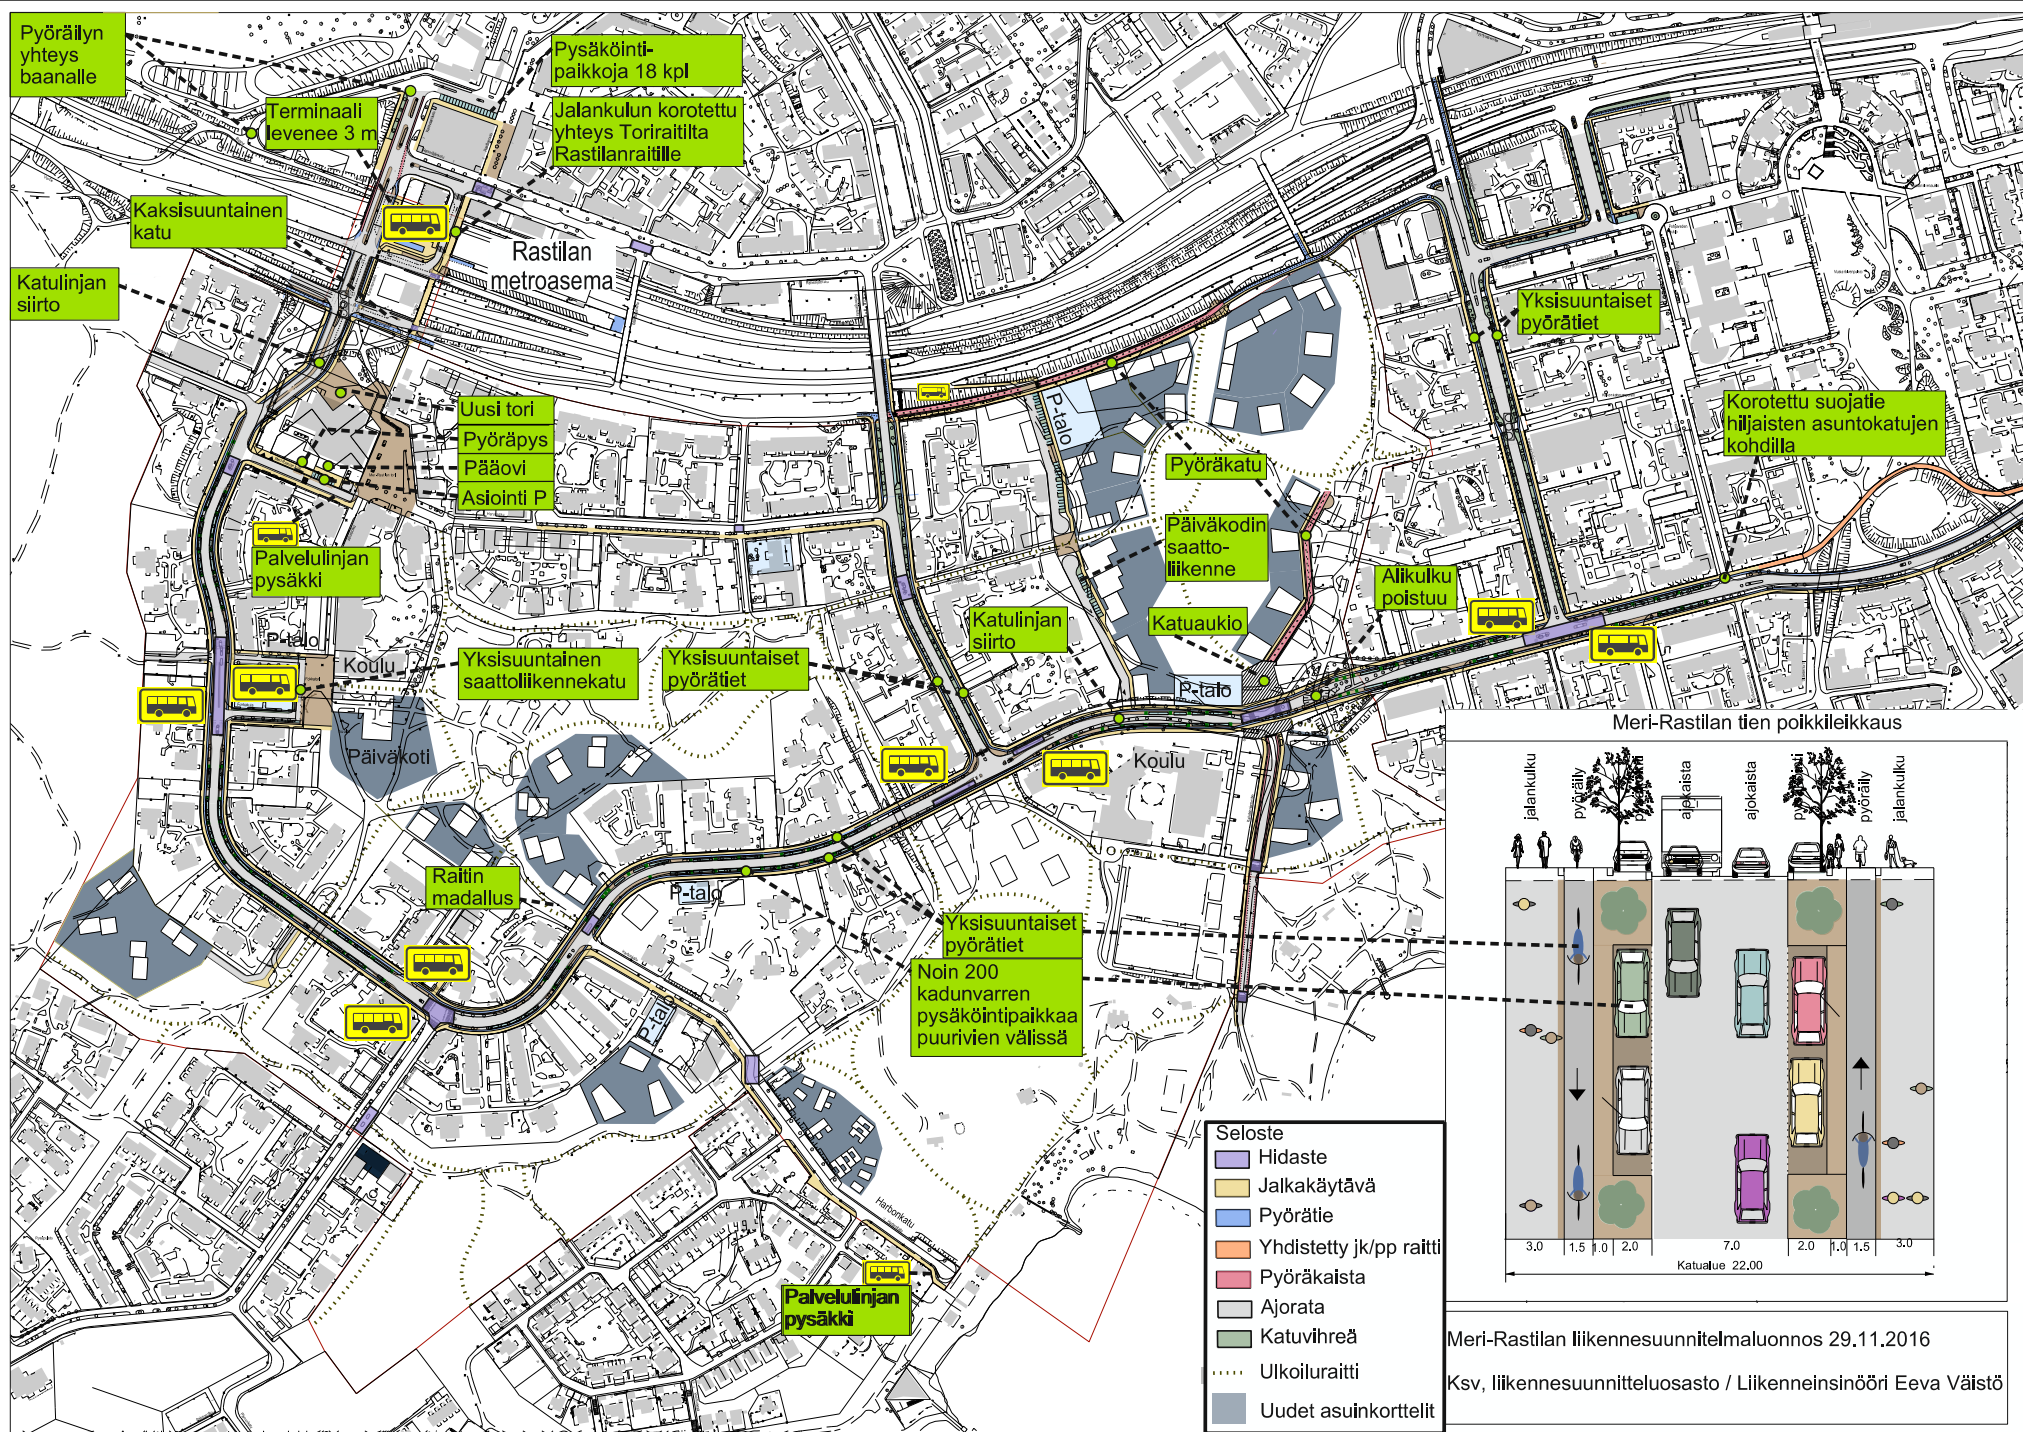 Pyöräilyn
yhteys
baanalle
Pysäköinti-
paikkoja 18 kpl
Terminaali
levenee 3 m
Jalankulun korotettu
yhteys Toriraitilta
Rastilanraitille
Kaksisuuntainen
katu
Rastilan
metroasema
Katulinjan
siirto
Yksisuuntaiset
pyörätiet
Uusi tori
Pyöräpys
Pääovi
Asiointi P
P-talo
Korotettu suojatie
hiljaisten asuntokatujen
kohdilla
Pyöräkatu
Päiväkodin
saatto-
liikenne
Palvelulinjan
pysäkki
Alikulku
poistuu
Katulinjan
siirto
Katuaukio
P-talo
Koulu
Yksisuuntainen
saattoliikennekatu
Yksisuuntaiset
pyörätiet
P-talo
Päiväkoti
Koulu
Raitin
madallus
P-talo
Yksisuuntaiset
pyörätiet
Noin 200
kadunvarren
pysäköintipaikkaa
puurivien välissä
P-talo
Harbonkatu
Palvelulinjan
pysäkki
Meri-Rastilan tien poikkileikkaus
jalankulku
pyöräily
ajokaista
ajokaista
pyöräily
jalankulku
3.0
1.5
1.0
2.0
7.0
2.0
1.0
1.5
3.0
Katualue 22.00
Seloste
Hidaste
Jalkakäytävä
Pyörätie
Yhdistetty jk/pp raitti
Pyöräkaista
Ajorata
Katuvihreä
Ulkoiluraitti
Uudet asuinkorttelit
Meri-Rastilan liikennesuunnitelmaluonnos 29.11.2016
Ksv, liikennesuunnitteluosasto / Liikenneinsinööri Eeva Väistö